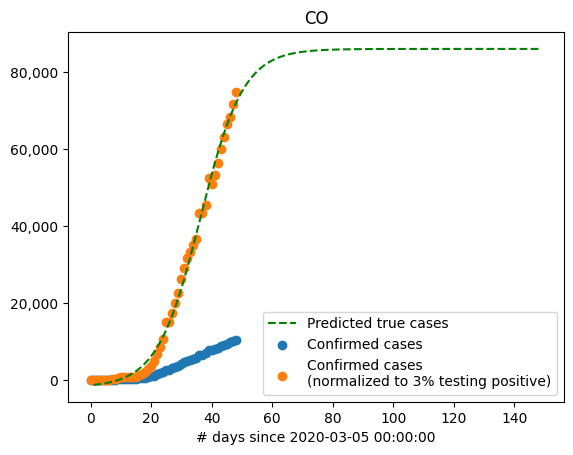 CO
80,000
60,000
40,000
20,000
0
Predicted true cases
Confirmed cases
Confirmed cases
(normalized to 3% testing positive)
0 20 40 60 80 100 120 140
# days since 2020-03-05 00:00:00